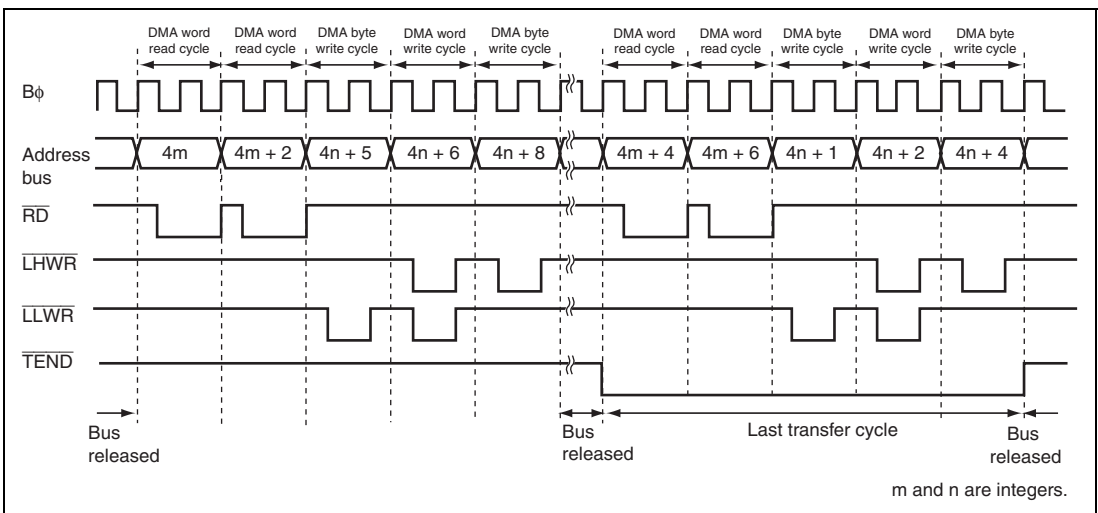 DMA word read cycle
DMA word read cycle
DMA byte write cycle
DMA word write cycle
DMA byte write cycle
DMA word read cycle
DMA word read cycle
DMA byte write cycle
DMA word write cycle
DMA byte write cycle
Bϕ
Address bus
4m
4m + 2
4n + 5
4n + 6
4n + 8
4m + 4
4m + 6
4n + 1
4n + 2
4n + 4
RD
LHWR
LLWR
TEND
Bus released
Bus released
Last transfer cycle
Bus released
m and n are integers.